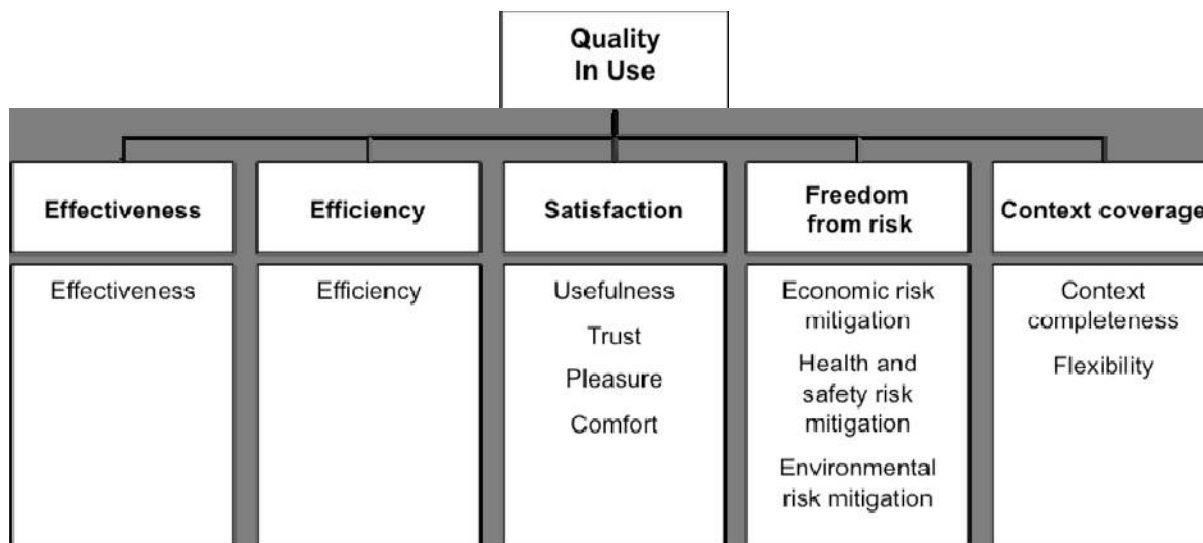 Quality
In Use
Effectiveness
Efficiency
Satisfaction
Freedom
from risk
Context coverage
Effectiveness
Efficiency
Usefulness
Trust
Pleasure
Comfort
Economic risk
mitigation
Health and
safety risk
mitigation
Environmental
risk mitigation
Context
completeness
Flexibility